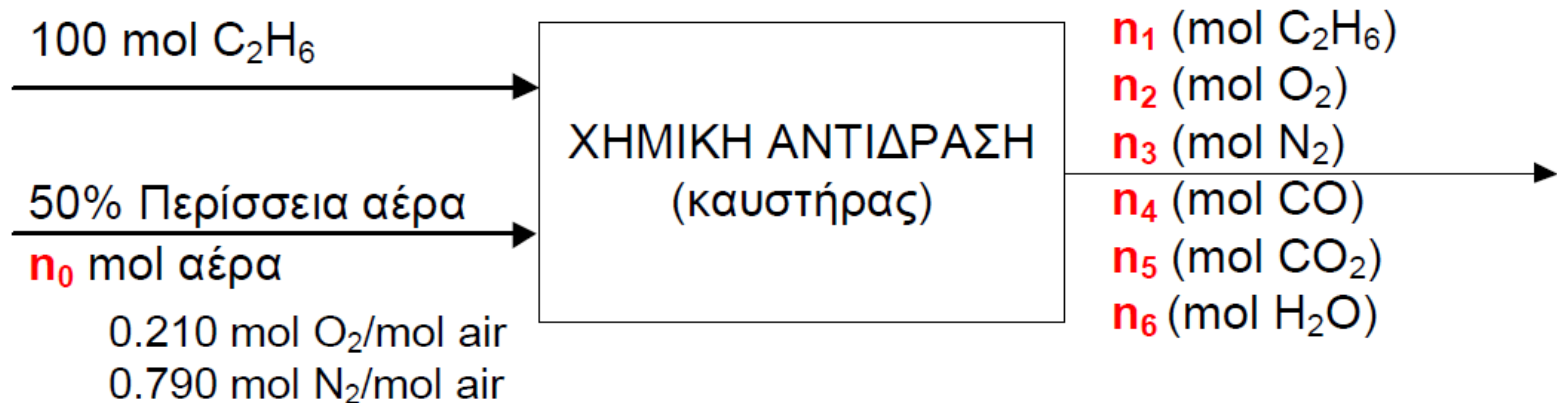 100 mol C₂H₆
50% Περίσσεια αέρα
n₀ mol αέρα
0.210 mol O₂/mol air
0.790 mol N₂/mol air
ΧΗΜΙΚΗ ΑΝΤΙΔΡΑΣΗ
(καυστήρας)
n₁ (mol C₂H₆)
n₂ (mol O₂)
n₃ (mol N₂)
n₄ (mol CO)
n₅ (mol CO₂)
n₆ (mol H₂O)